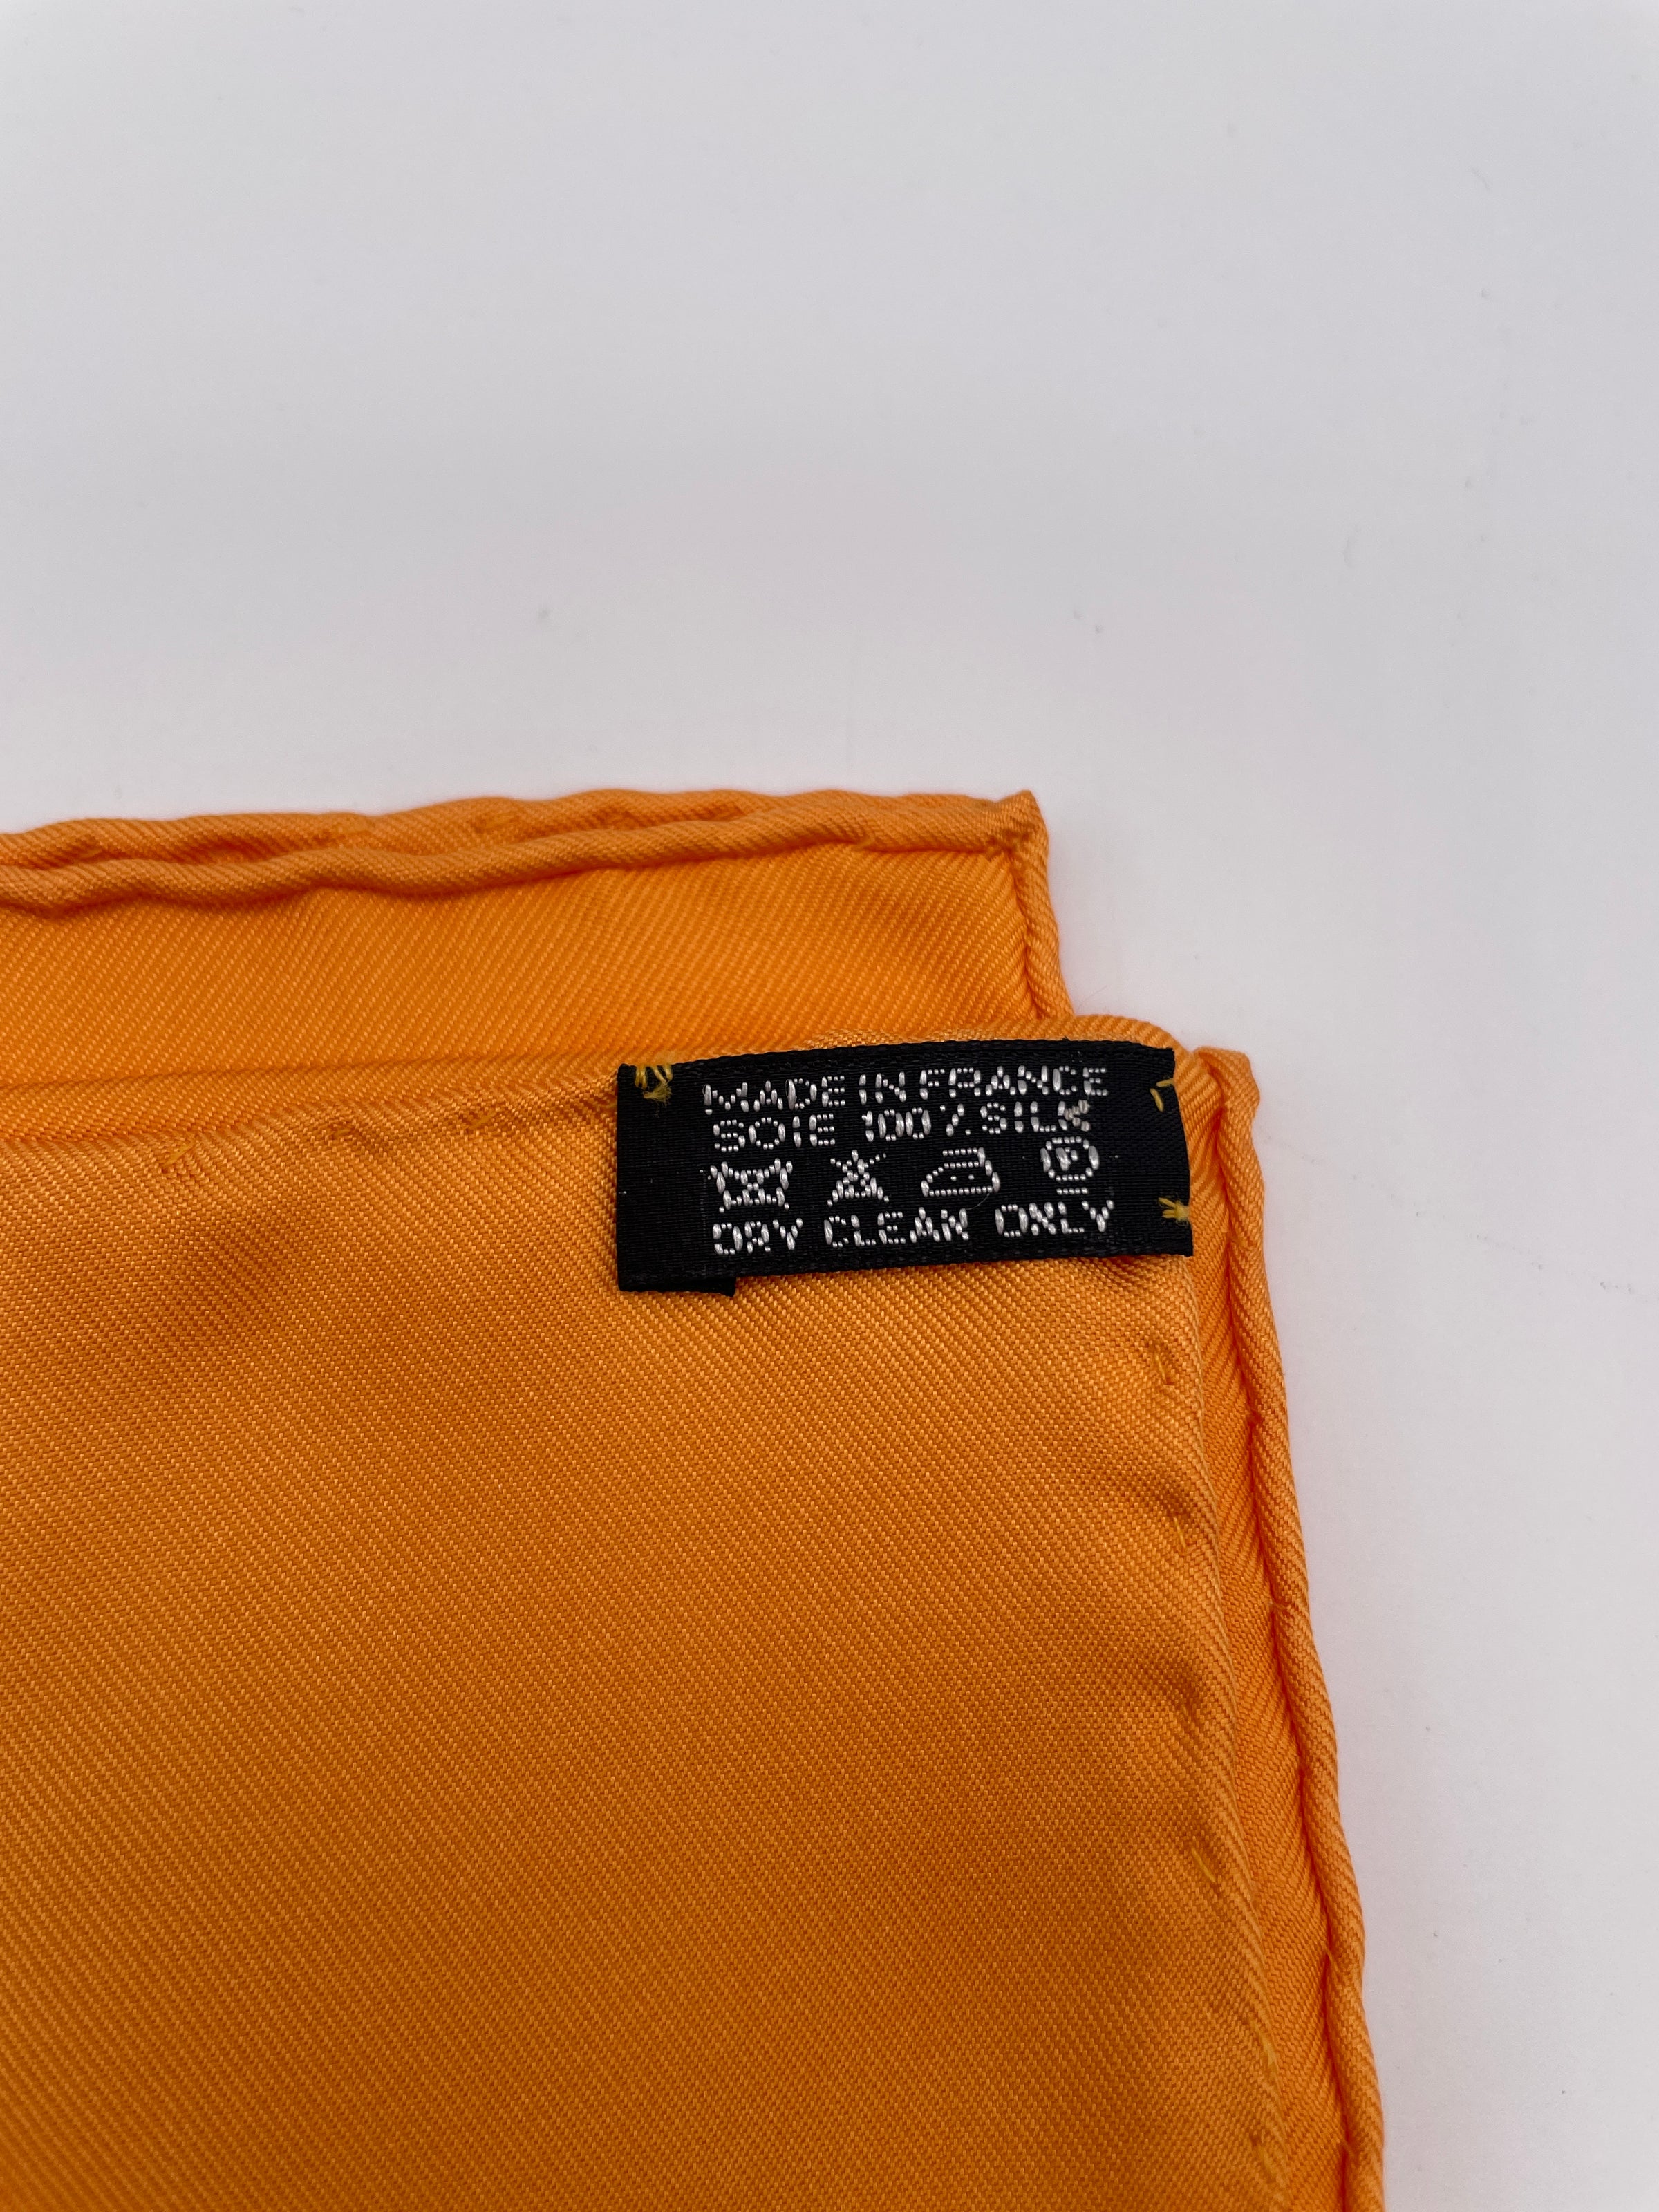 MADE IN FRANCE
SOIE 100% SILK
P
DRY CLEAN ONLY